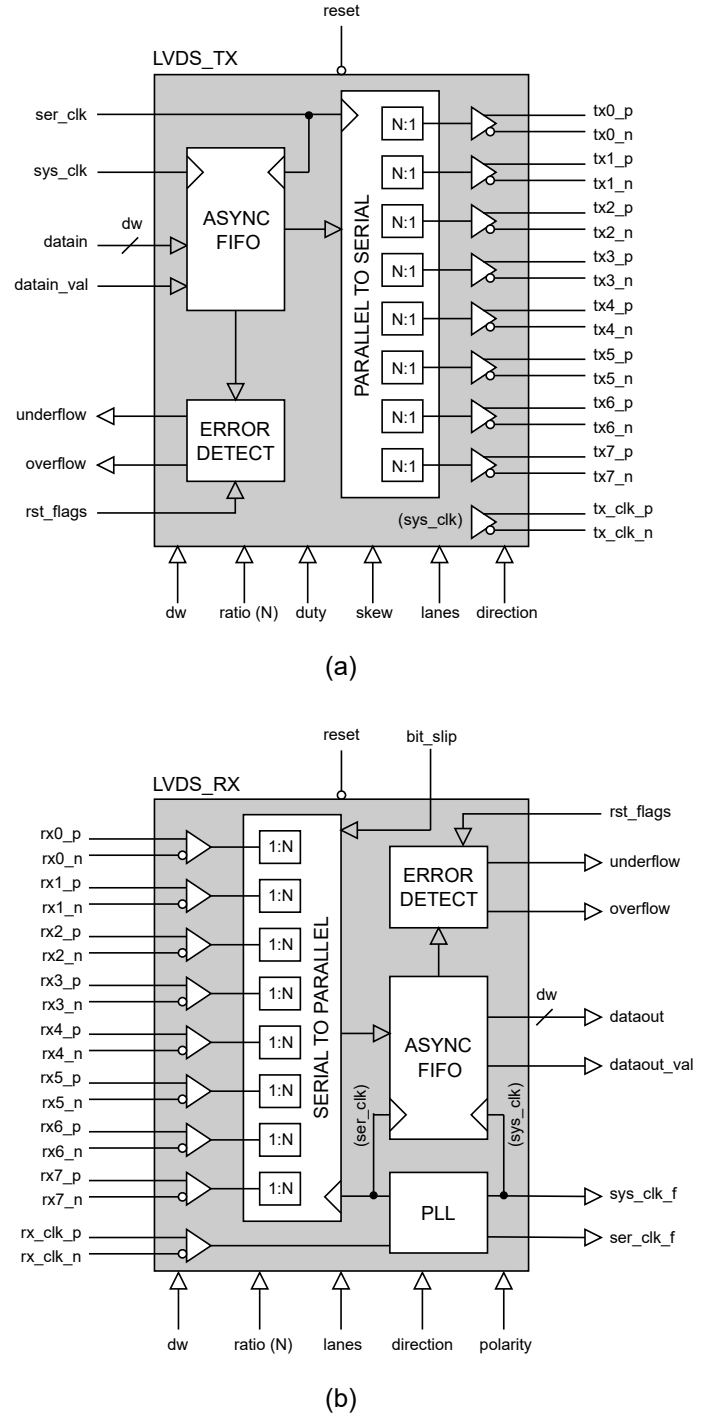 reset
LVDS_TX
ser_clk
sys_clk
dw
datain
datain_val
ASYNC
FIFO
underflow
overflow
rst_flags
ERROR
DETECT
PARALLEL TO SERIAL
N:1
N:1
N:1
N:1
N:1
N:1
N:1
N:1
(sys_clk)
tx0_p
tx0_n
tx1_p
tx1_n
tx2_p
tx2_n
tx3_p
tx3_n
tx4_p
tx4_n
tx5_p
tx5_n
tx6_p
tx6_n
tx7_p
tx7_n
tx_clk_p
tx_clk_n
dw
ratio (N)
duty
skew
lanes
direction
(a)
reset
bit_slip
LVDS_RX
rx0_p
rx0_n
rx1_p
rx1_n
rx2_p
rx2_n
rx3_p
rx3_n
rx4_p
rx4_n
rx5_p
rx5_n
rx6_p
rx6_n
rx7_p
rx7_n
rx_clk_p
rx_clk_n
1:N
1:N
1:N
1:N
1:N
1:N
1:N
1:N
SERIAL TO PARALLEL
ERROR
DETECT
ASYNC
FIFO
(ser_clk)
(sys_clk)
PLL
rst_flags
underflow
overflow
dw
dataout
dataout_val
sys_clk_f
ser_clk_f
dw
ratio (N)
lanes
direction
polarity
(b)